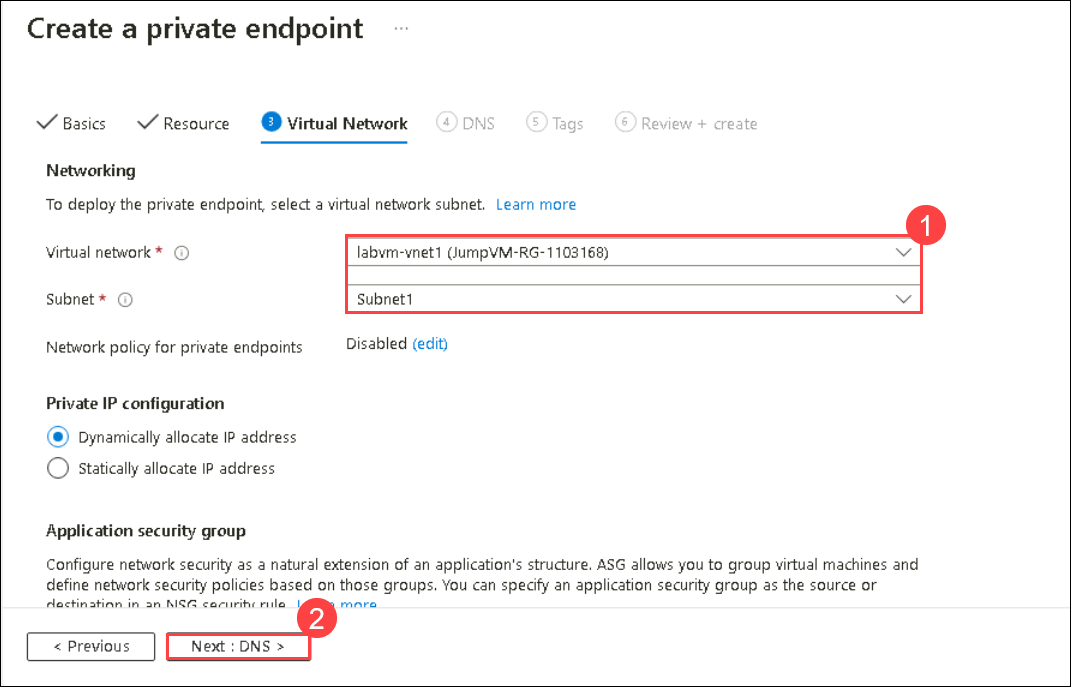 Create a private endpoint ...
Basics Resource 3 Virtual Network 4 DNS 5 Tags 6 Review + create
Networking
To deploy the private endpoint, select a virtual network subnet. Learn more
1
Virtual network * labvm-vnet1 (JumpVM-RG-1103168)
Subnet * Subnet1
Network policy for private endpoints Disabled (edit)
Private IP configuration
Dynamically allocate IP address
Statically allocate IP address
Application security group
Configure network security as a natural extension of an application's structure. ASG allows you to group virtual machines and
define network security policies based on those groups. You can specify an application security group as the source or
destination in an NSG security rule. Learn more
2
< Previous Next : DNS >